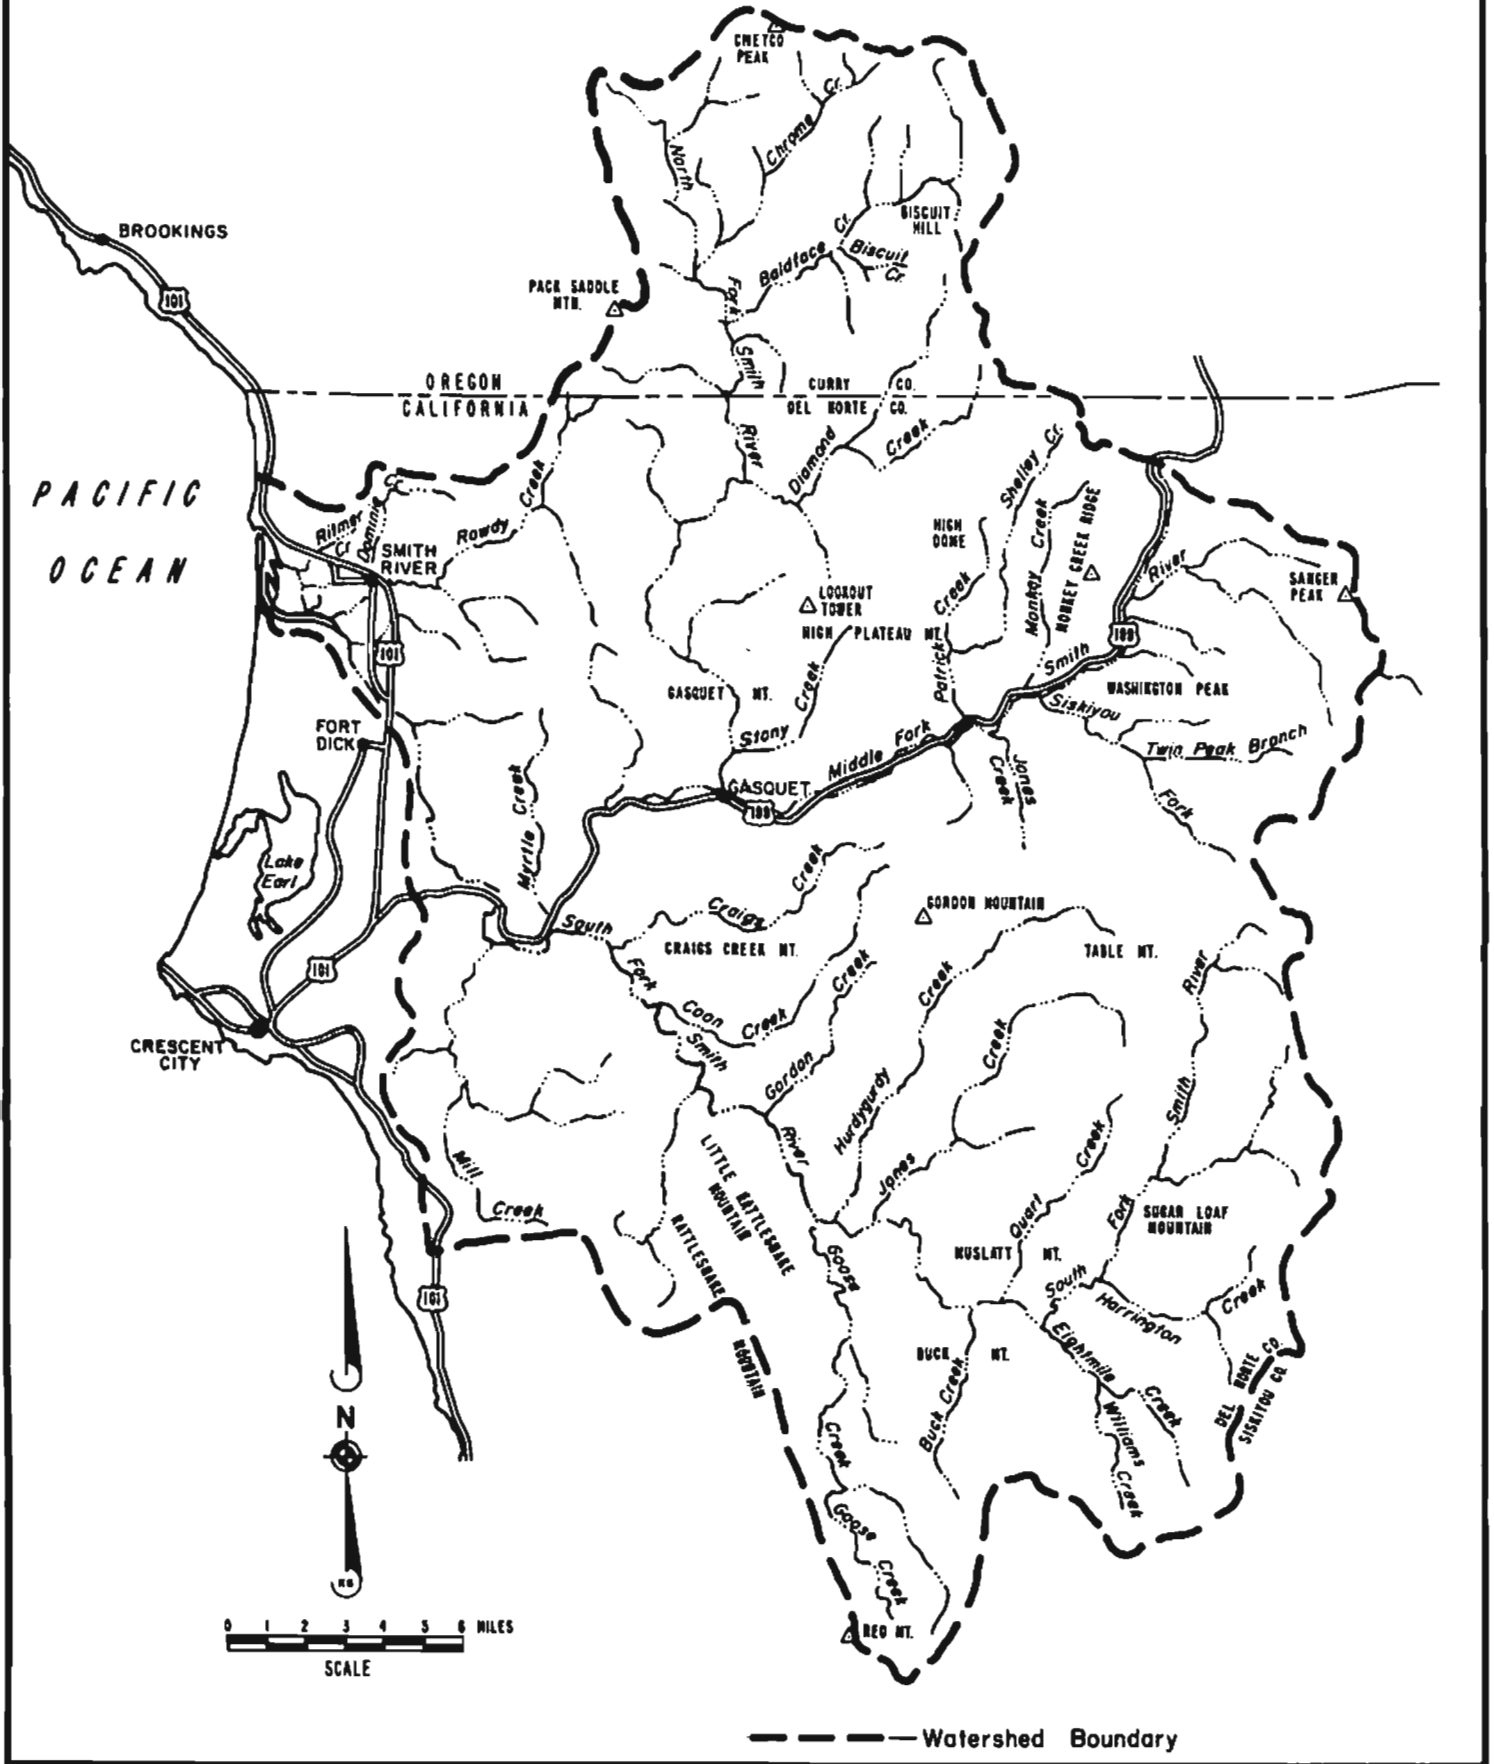 CHETCO
PEAK
Chrome Cr.
North
BROOKINGS
BISCUIT
HILL
Baldface Cr.
Biscuit
Cr.
PACK SADDLE
MTN.
101
Fork
Smith
OREGON
CALIFORNIA
CURRY CO.
DEL NORTE CO.
River
Diamond Creek
Shelley Cr.
PACIFIC
OCEAN
Cr.
Dominie
Cr
Rowdy Creek
SMITH
RIVER
HIGH
DOME
Monkey Creek
MONKEY CREEK RIDGE
River
SANGER
PEAK
LOOKOUT
TOWER
HIGH PLATEAU MT.
Patrick Creek
199
101
Smith
GASQUET MT.
Stony Creek
WASHINGTON PEAK
Siskiyou
FORT
DICK
Twin Peak Branch
Middle Fork
Jones
Creek
GASQUET
199
Fork
Myrtle Creek
Lake
Earl
Craigs Creek
GORDON MOUNTAIN
South
CRAIGS CREEK MT.
TABLE MT.
101
Fork
Coon Creek
Smith
Gordon Creek
Hurdygurdy Creek
Creek
River
Smith
CRESCENT
CITY
River
Mill
Creek
LITTLE RATTLESNAKE
MOUNTAIN
Jones
Quart Creek
Fork
SUGAR LOAF
MOUNTAIN
RATTLESNAKE
MOUNTAIN
Goose
MUSLATT MT.
South
Harrington Creek
101
Eightmile
Creek
BUCK MT.
Buck Creek
DEL NORTE CO.
SISKIYOU CO.
Williams
Creek
Creek
N
Goose
Creek
RED MT.
0 1 2 3 4 5 6 MILES
SCALE
Watershed Boundary